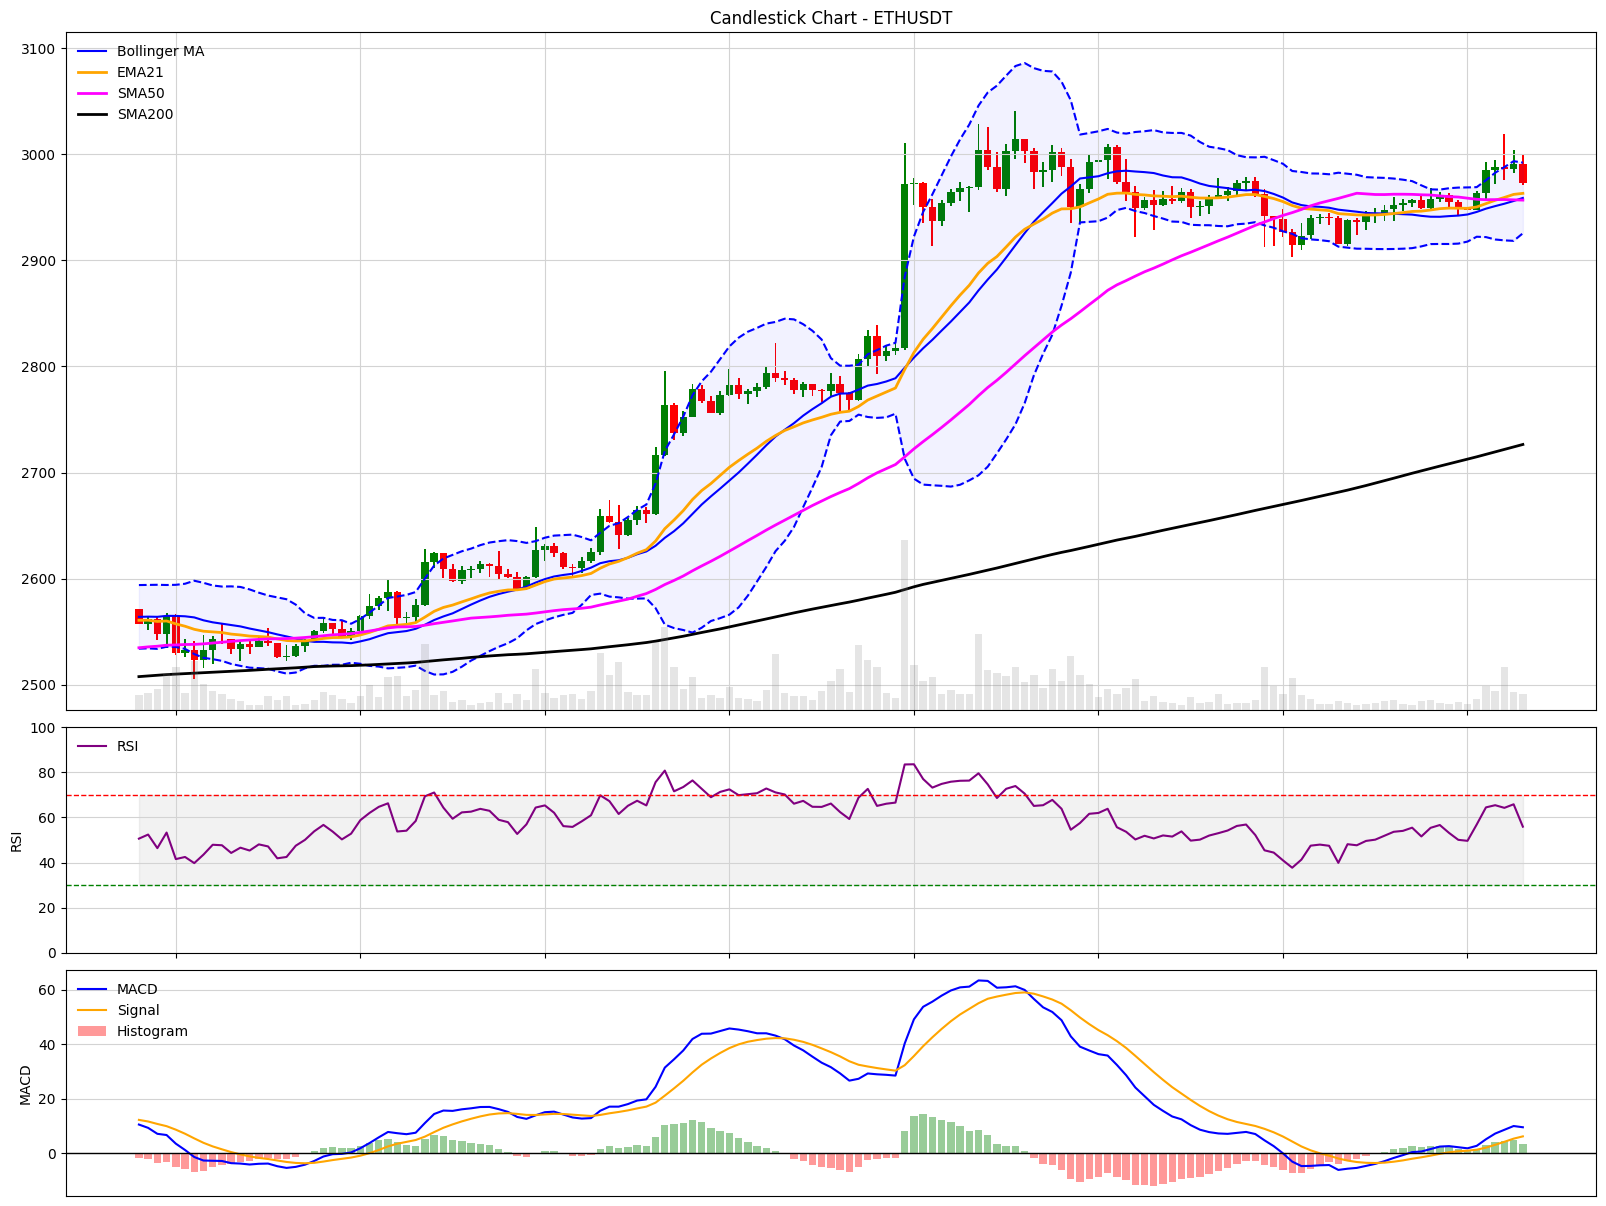 Candlestick Chart - ETHUSDT
3100
3000
2900
2800
2700
2600
2500
Bollinger MA
EMA21
SMA50
SMA200
100
80
60
40
20
0
RSI
RSI
60
40
20
0
MACD
MACD
Signal
Histogram